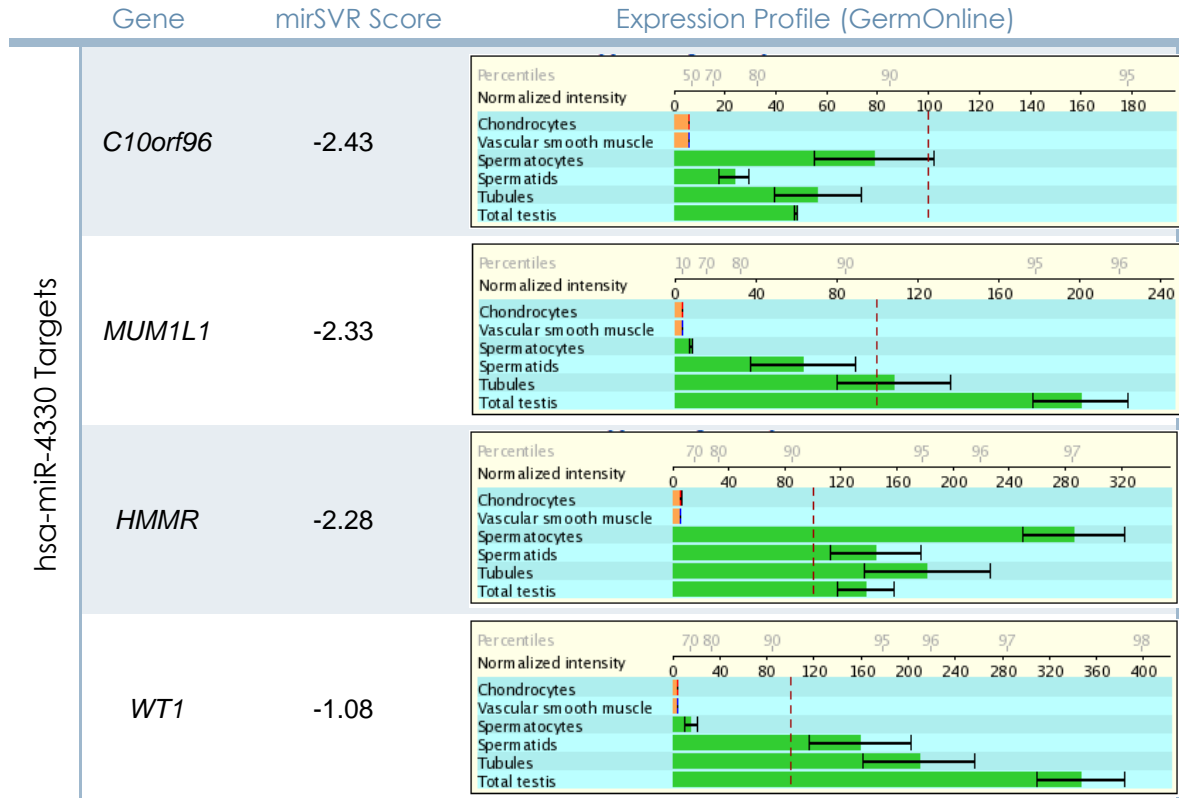 Gene mirSVR Score Expression Profile (GermOnline)
hsa-miR-4330 Targets
C10orf96 -2.43
Percentiles 50 70 80 90 95
Normalized intensity 0 20 40 60 80 100 120 140 160 180
Chondrocytes
Vascular smooth muscle
Spermatocytes
Spermatids
Tubules
Total testis
MUM1L1 -2.33
Percentiles 10 70 80 90 95 96
Normalized intensity 0 40 80 120 160 200 240
Chondrocytes
Vascular smooth muscle
Spermatocytes
Spermatids
Tubules
Total testis
HMMR -2.28
Percentiles 70 80 90 95 96 97
Normalized intensity 0 40 80 120 160 200 240 280 320
Chondrocytes
Vascular smooth muscle
Spermatocytes
Spermatids
Tubules
Total testis
WT1 -1.08
Percentiles 70 80 90 95 96 97 98
Normalized intensity 0 40 80 120 160 200 240 280 320 360 400
Chondrocytes
Vascular smooth muscle
Spermatocytes
Spermatids
Tubules
Total testis